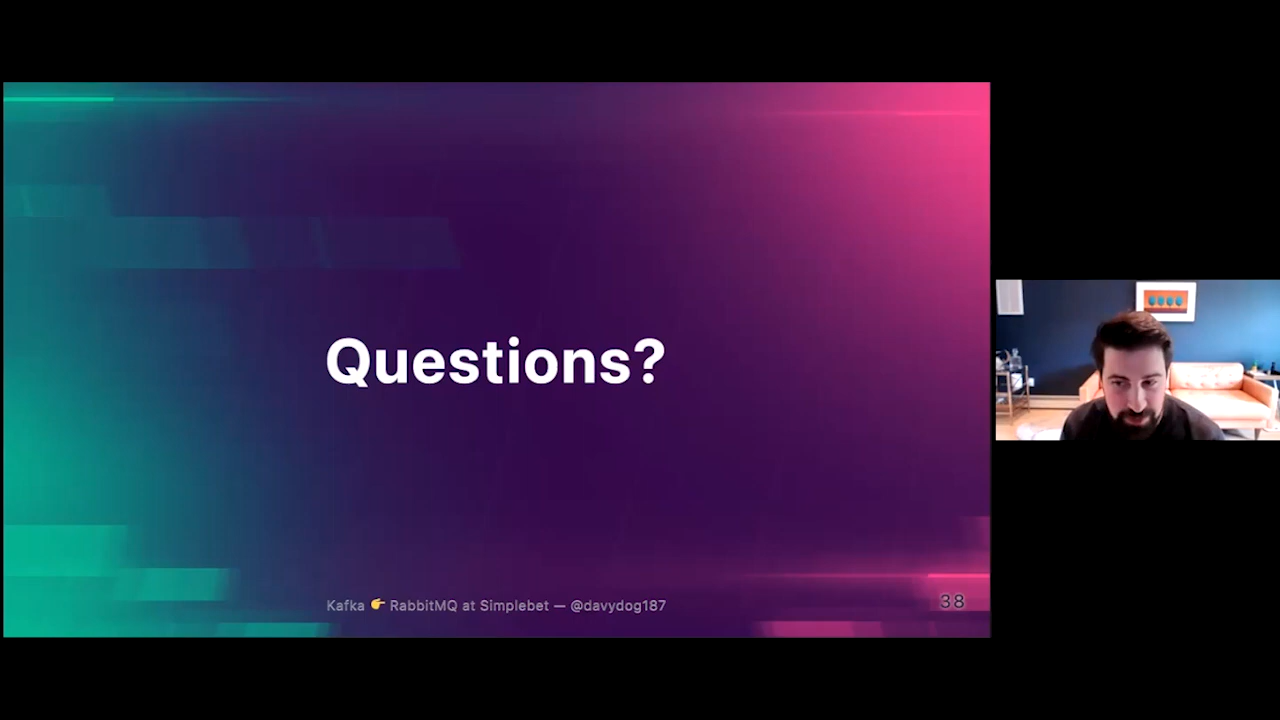 Questions?
Kafka 👉 RabbitMQ at Simplebet — @davydog187
38